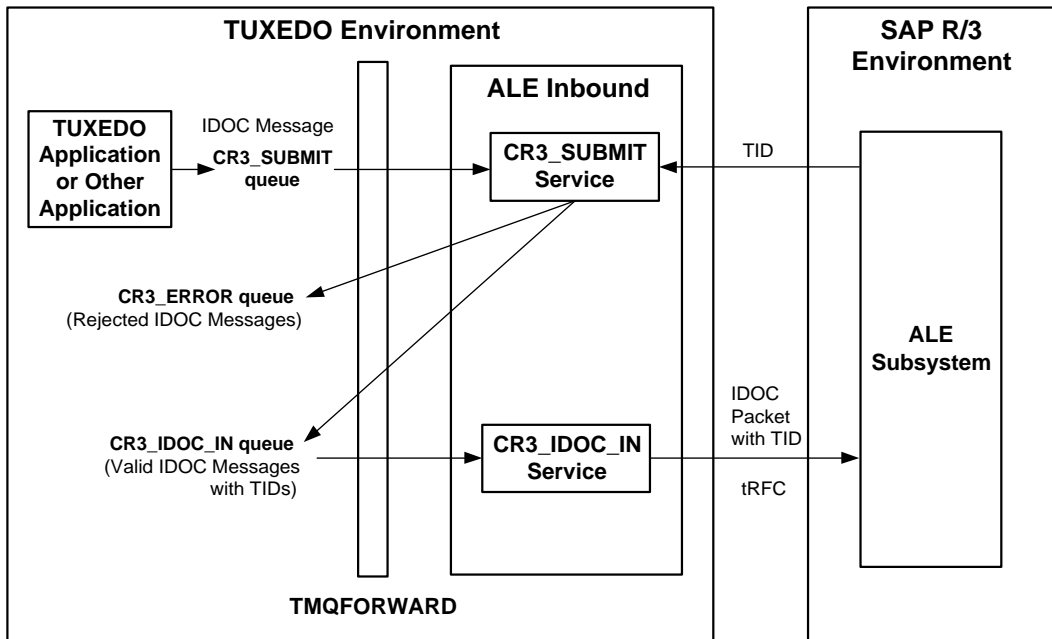 TUXEDO Environment
SAP R/3
Environment
ALE Inbound
TUXEDO
Application
or Other
Application
IDOC Message
CR3_SUBMIT
queue
CR3_SUBMIT
Service
TID
CR3_ERROR queue
(Rejected IDOC Messages)
ALE
Subsystem
IDOC
Packet
with TID
CR3_IDOC_IN queue
(Valid IDOC Messages
with TIDs)
CR3_IDOC_IN
Service
tRFC
TMQFORWARD